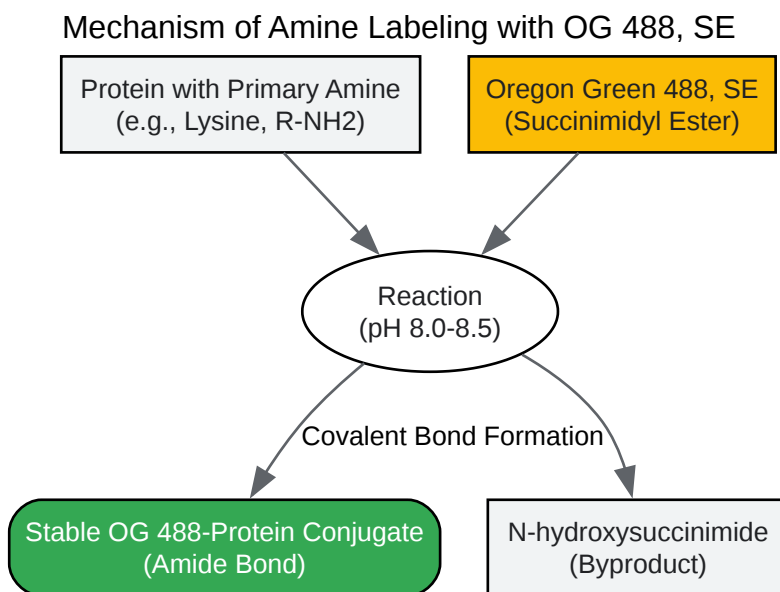 Mechanism of Amine Labeling with OG 488, SE
Protein with Primary Amine
(e.g., Lysine, R-NH2)
Oregon Green 488, SE
(Succinimidyl Ester)
Reaction
(pH 8.0-8.5)
Covalent Bond Formation
Stable OG 488-Protein Conjugate
(Amide Bond)
N-hydroxysuccinimide
(Byproduct)